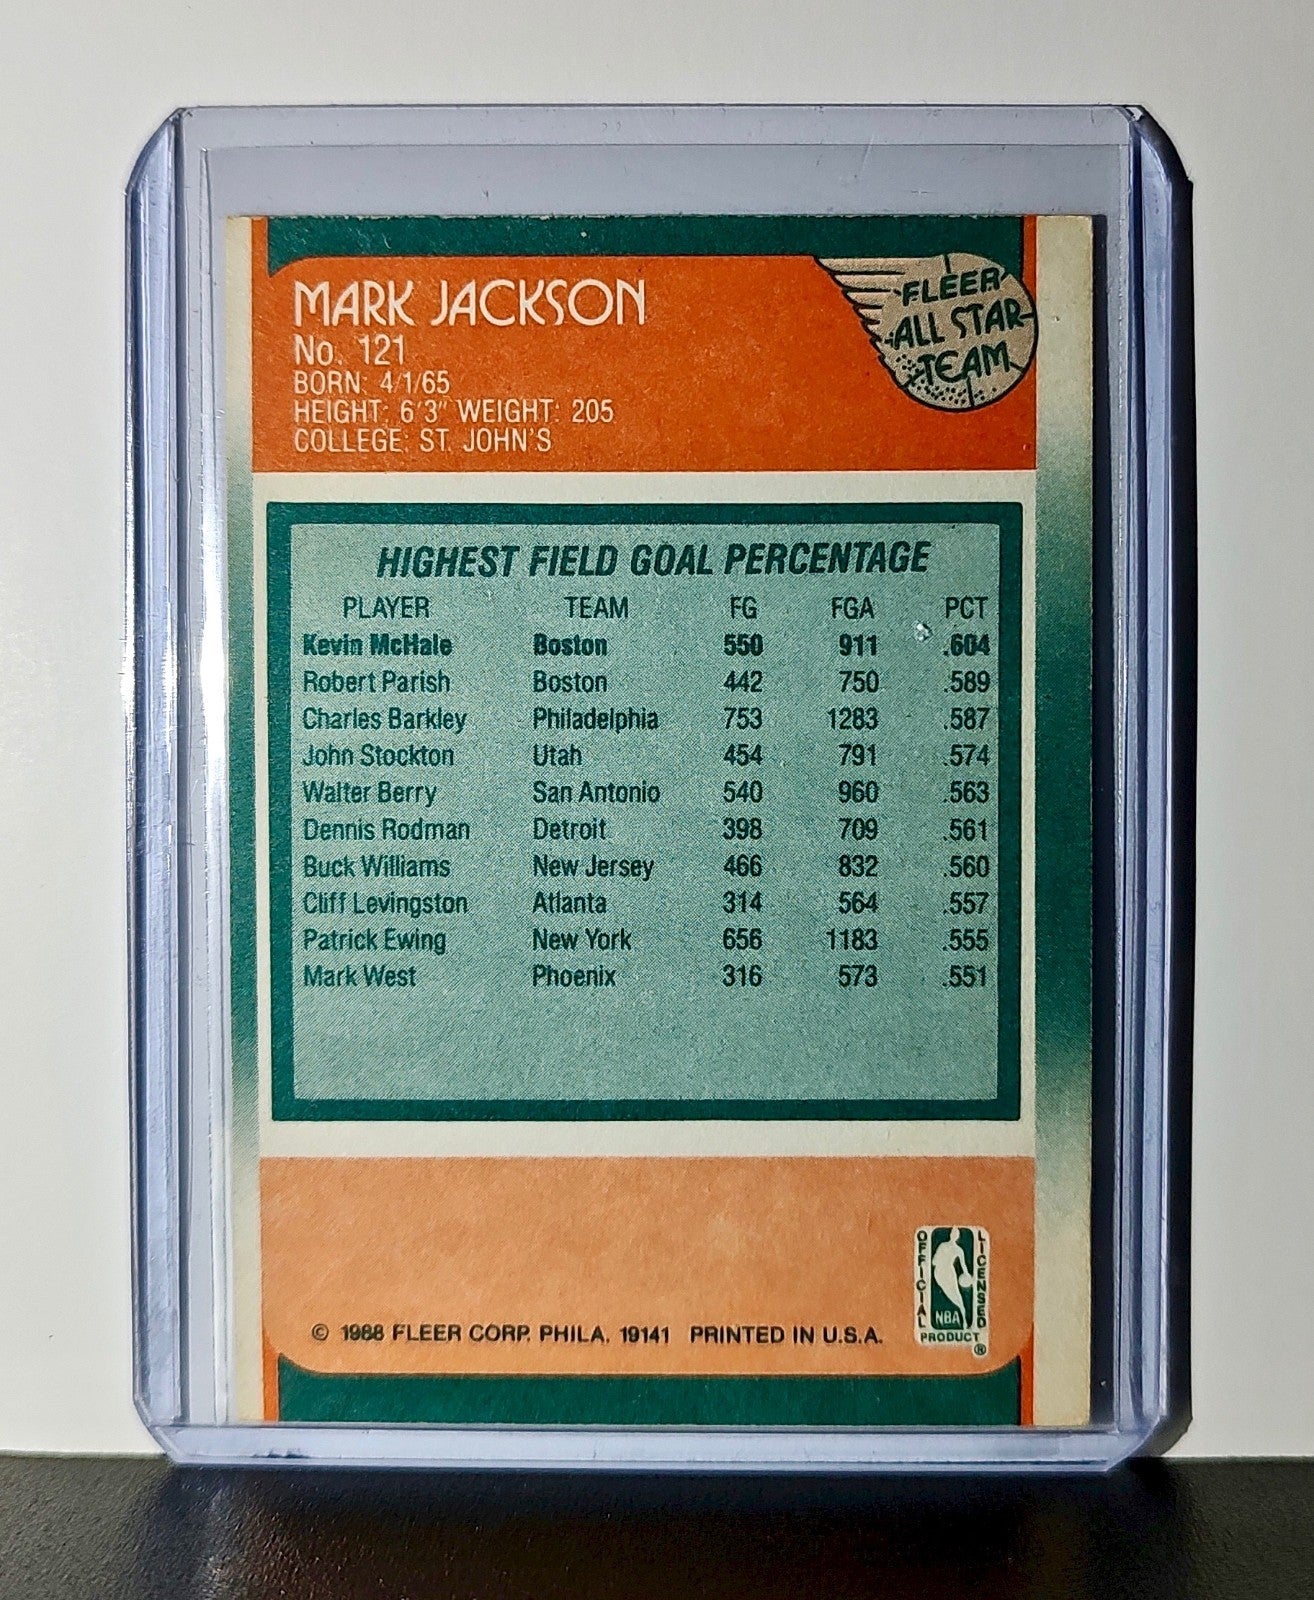 MARK JACKSON
No. 121
BORN: 4/1/65
HEIGHT: 6'3" WEIGHT: 205
COLLEGE: ST. JOHN'S
FLEER
ALL STAR
TEAM
HIGHEST FIELD GOAL PERCENTAGE
PLAYER TEAM FG FGA PCT
Kevin McHale Boston 550 911 .604
Robert Parish Boston 442 750 .589
Charles Barkley Philadelphia 753 1283 .587
John Stockton Utah 454 791 .574
Walter Berry San Antonio 540 960 .563
Dennis Rodman Detroit 398 709 .561
Buck Williams New Jersey 466 832 .560
Cliff Levingston Atlanta 314 564 .557
Patrick Ewing New York 656 1183 .555
Mark West Phoenix 316 573 .551
© 1988 FLEER CORP. PHILA. 19141 PRINTED IN U.S.A.
OFFICIAL
LICENSED
NBA
PRODUCT
®